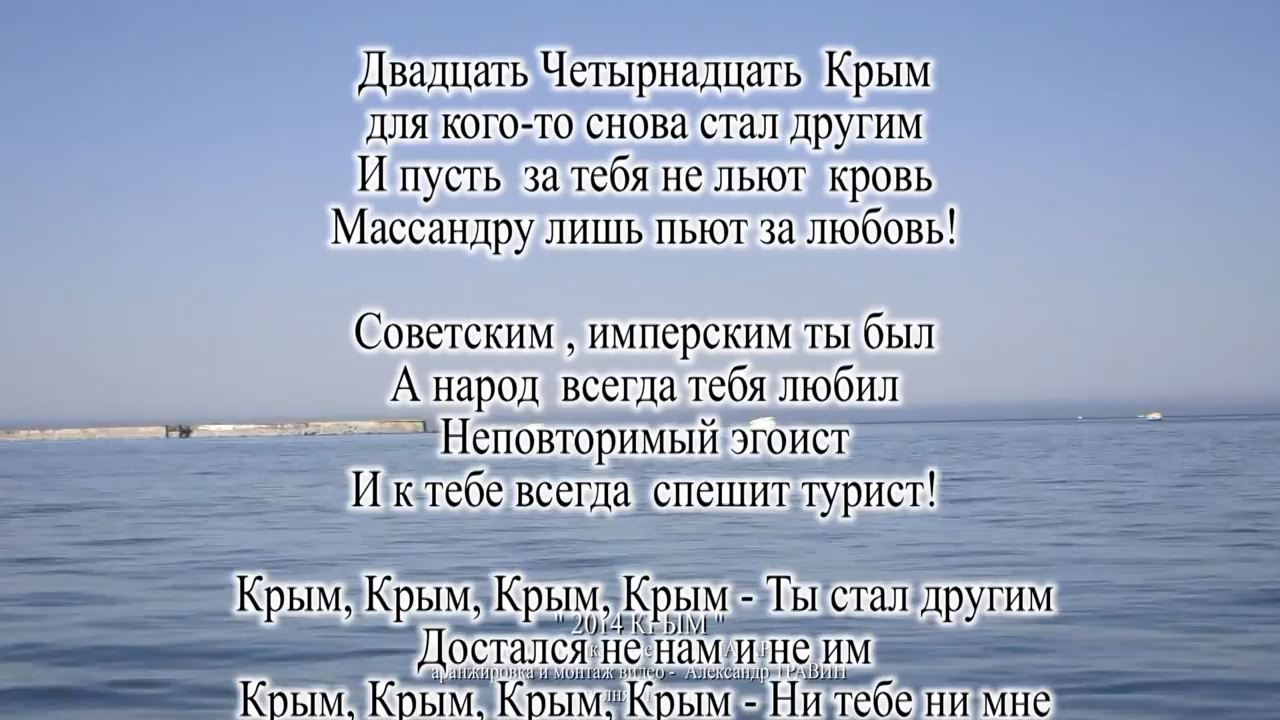 Двадцать Четырнадцать Крым
для кого-то снова стал другим
И пусть за тебя не льют кровь
Массандру лишь пьют за любовь!
Советским , имперским ты был
А народ всегда тебя любил
Неповторимый эгоист
И к тебе всегда спешит турист!
Крым, Крым, Крым, Крым - Ты стал другим
" 2014 КРЫМ "
Достался не нам и не им
аранжировка и монтаж видео - Александр ТРАВИН
Крым, Крым, Крым, Крым - Ни тебе ни мне